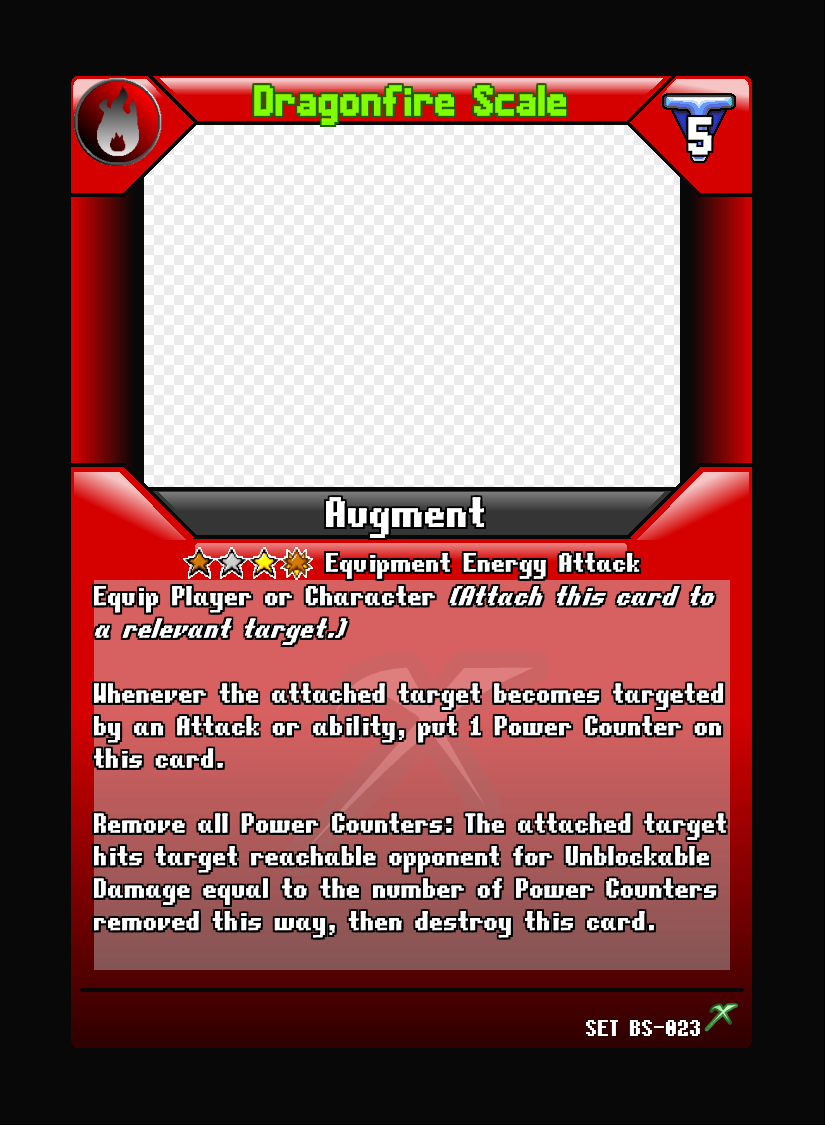 Dragonfire Scale
5
Augment
Equipment Energy Attack
Equip Player or Character (Attach this card to
a relevant target.)
Whenever the attached target becomes targeted
by an Attack or ability, put 1 Power Counter on
this card.
Remove all Power Counters: The attached target
hits target reachable opponent for Unblockable
Damage equal to the number of Power Counters
removed this way, then destroy this card.
SET BS-023